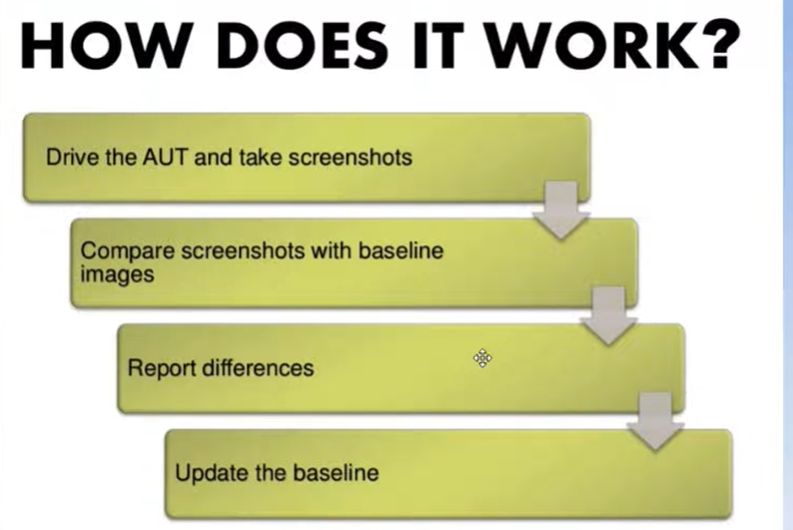 HOW DOES IT WORK?
Drive the AUT and take screenshots
Compare screenshots with baseline
images
Report differences
Update the baseline